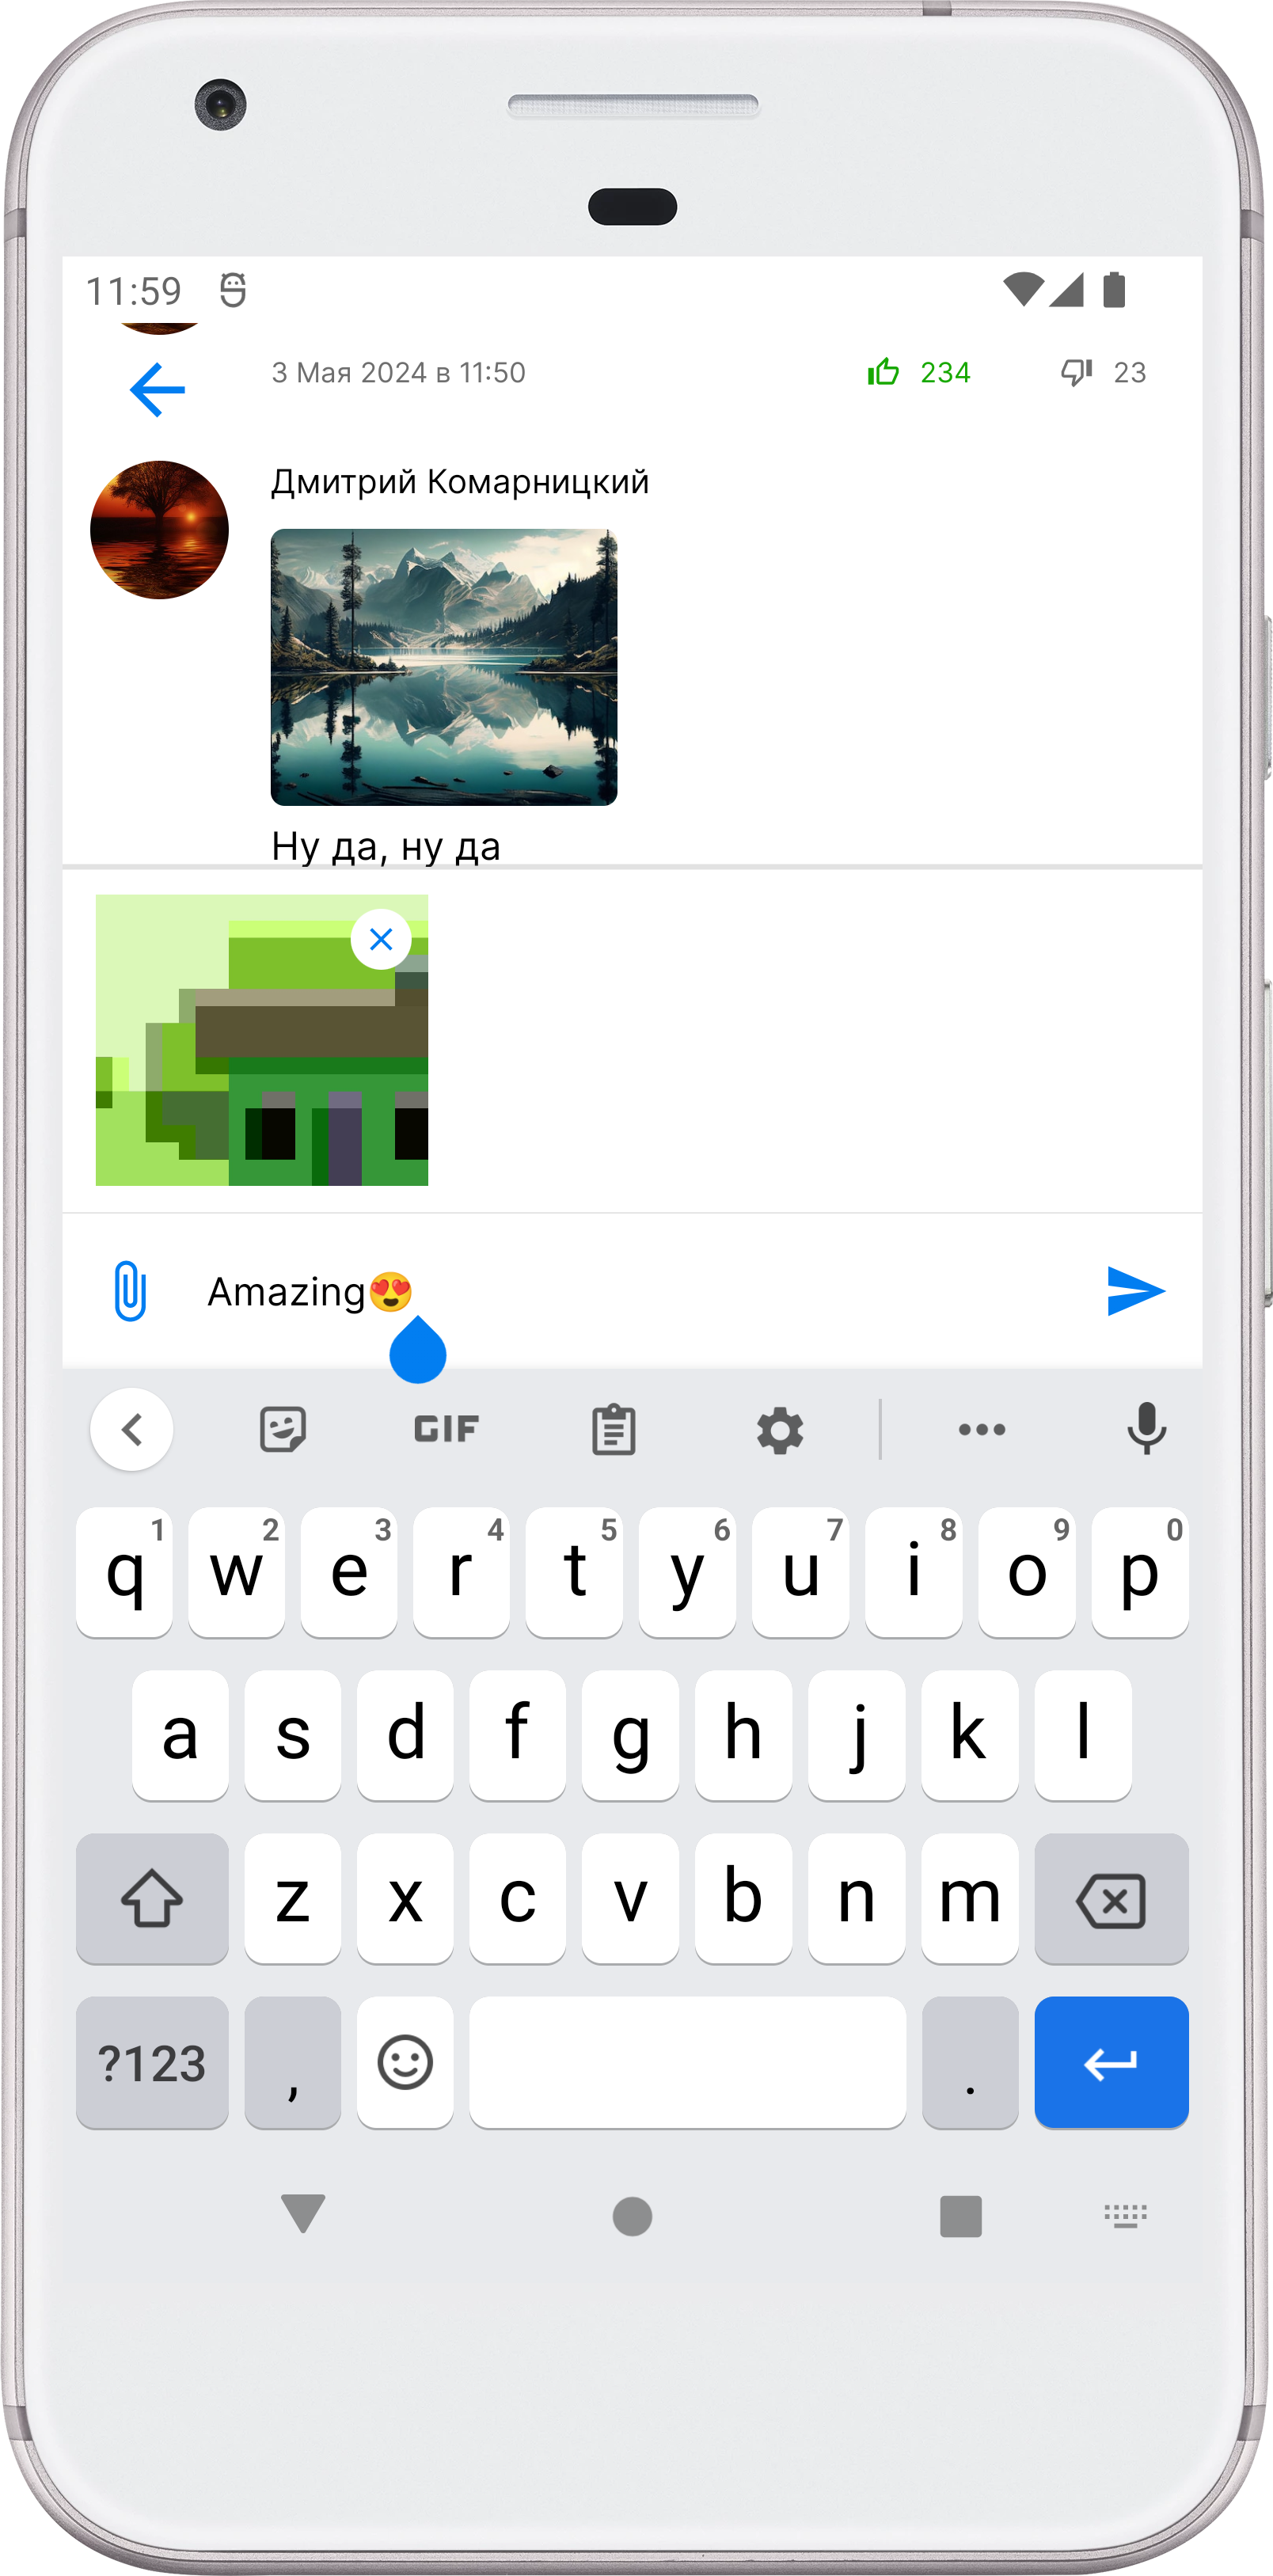 11:59
3 Мая 2024 в 11:50 234 23
Дмитрий Комарницкий
Ну да, ну да
Amazing😍
GIF
q 1 w 2 e 3 r 4 t 5 y 6 u 7 i 8 o 9 p 0
a s d f g h j k l
z x c v b n m
?123 , .